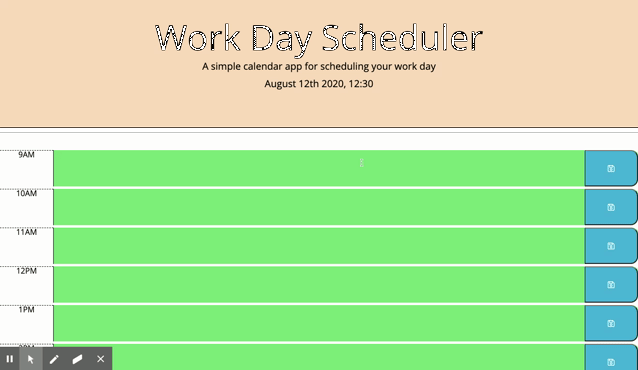 Work Day Scheduler
A simple calendar app for scheduling your work day
August 12th 2020, 12:30
9AM
10AM
11AM
12PM
1PM